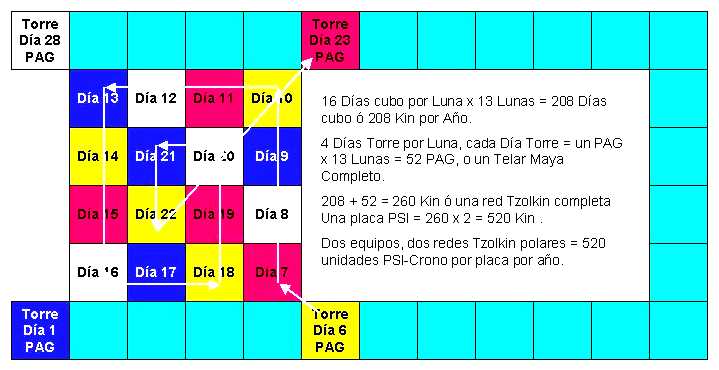 Torre
Día 28
PAG
Torre
Día 23
PAG
Día 13
Día 12
Día 11
Día 10
16 Días cubo por Luna x 13 Lunas = 208 Días
cubo ó 208 Kin por Año.
4 Días Torre por Luna, cada Día Torre = un PAG
x 13 Lunas = 52 PAG, o un Telar Maya
Completo.
208 + 52 = 260 Kin ó una red Tzolkin completa
Una placa PSI = 260 x 2 = 520 Kin .
Dos equipos, dos redes Tzolkin polares = 520
unidades PSI-Crono por placa por año.
Día 14
Día 21
Día 20
Día 9
Día 15
Día 22
Día 19
Día 8
Día 16
Día 17
Día 18
Día 7
Torre
Día 1
PAG
Torre
Día 6
PAG